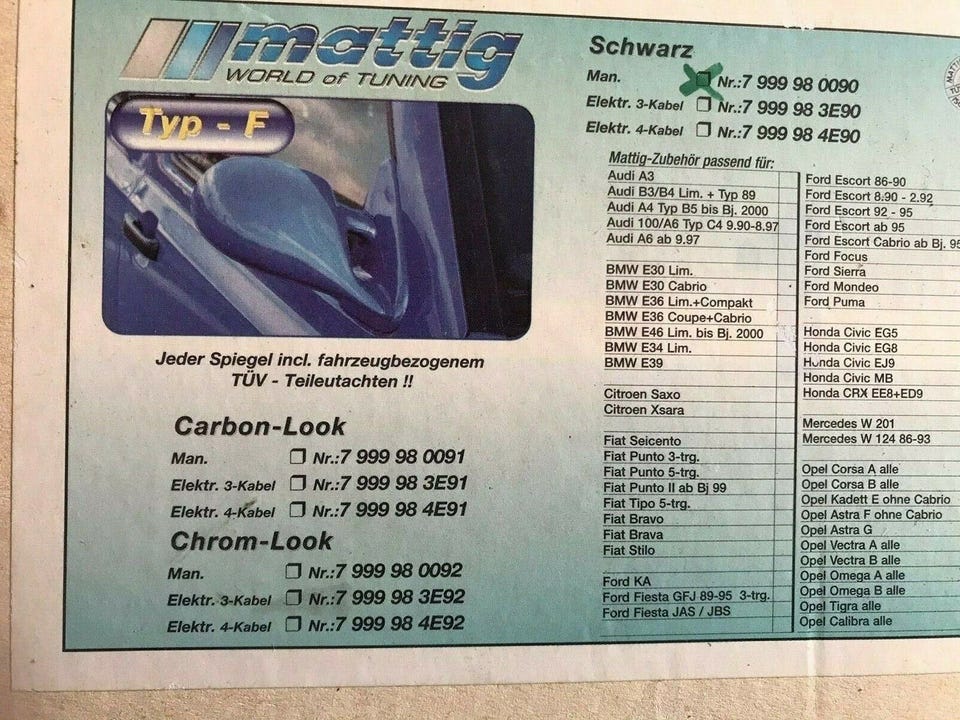 mattig
WORLD of TUNING
Typ - F
Jeder Spiegel incl. fahrzeugbezogenem
TÜV - Teileutachten !!
Carbon-Look
Man. Nr.:7 999 98 0091
Elektr. 3-Kabel Nr.:7 999 98 3E91
Elektr. 4-Kabel Nr.:7 999 98 4E91
Chrom-Look
Man. Nr.:7 999 98 0092
Elektr. 3-Kabel Nr.:7 999 98 3E92
Elektr. 4-Kabel Nr.:7 999 98 4E92
Schwarz
Man. Nr.:7 999 98 0090
Elektr. 3-Kabel Nr.:7 999 98 3E90
Elektr. 4-Kabel Nr.:7 999 98 4E90
Mattig-Zubehör passend für:
Audi A3
Audi B3/B4 Lim. + Typ 89
Audi A4 Typ B5 bis Bj. 2000
Audi 100/A6 Typ C4 9.90-8.97
Audi A6 ab 9.97
BMW E30 Lim.
BMW E30 Cabrio
BMW E36 Lim.+Compakt
BMW E36 Coupe+Cabrio
BMW E46 Lim. bis Bj. 2000
BMW E34 Lim.
BMW E39
Citroen Saxo
Citroen Xsara
Fiat Seicento
Fiat Punto 3-trg.
Fiat Punto 5-trg.
Fiat Punto II ab Bj 99
Fiat Tipo 5-trg.
Fiat Bravo
Fiat Brava
Fiat Stilo
Ford KA
Ford Fiesta GFJ 89-95 3-trg.
Ford Fiesta JAS / JBS
Ford Escort 86-90
Ford Escort 8.90 - 2.92
Ford Escort 92 - 95
Ford Escort ab 95
Ford Escort Cabrio ab Bj. 95
Ford Focus
Ford Sierra
Ford Mondeo
Ford Puma
Honda Civic EG5
Honda Civic EG8
Honda Civic EJ9
Honda Civic MB
Honda CRX EE8+ED9
Mercedes W 201
Mercedes W 124 86-93
Opel Corsa A alle
Opel Corsa B alle
Opel Kadett E ohne Cabrio
Opel Astra F ohne Cabrio
Opel Astra G
Opel Vectra A alle
Opel Vectra B alle
Opel Omega A alle
Opel Omega B alle
Opel Tigra alle
Opel Calibra alle